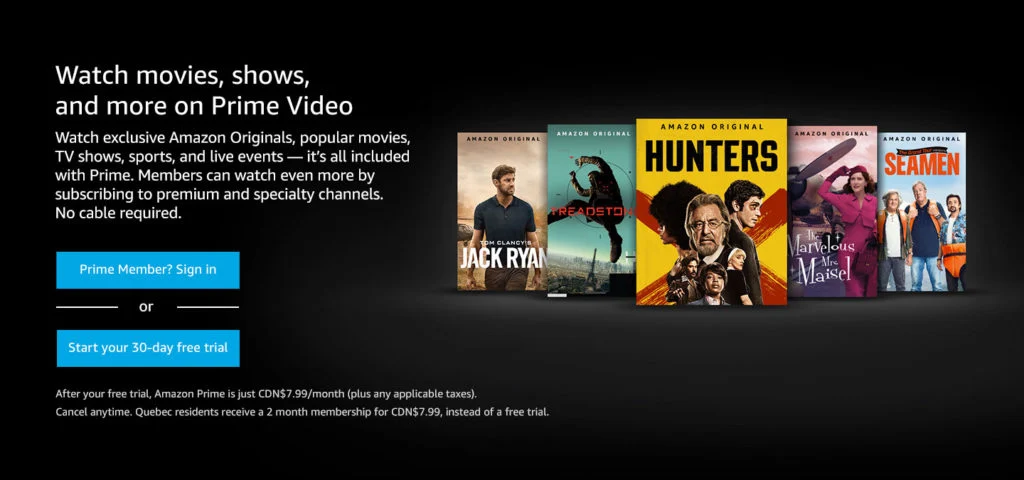 Watch movies, shows,
and more on Prime Video
Watch exclusive Amazon Originals, popular movies,
TV shows, sports, and live events — it's all included
with Prime. Members can watch even more by
subscribing to premium and specialty channels.
No cable required.
Prime Member? Sign in
or
Start your 30-day free trial
After your free trial, Amazon Prime is just CDN$7.99/month (plus any applicable taxes).
Cancel anytime. Quebec residents receive a 2 month membership for CDN$7.99, instead of a free trial.
AMAZON ORIGINAL
TOM CLANCY'S
JACK RYAN
AMAZON ORIGINAL
TREADSTON
AMAZON ORIGINAL
HUNTERS
AMAZON ORIGINAL
The
Marvelous
Mrs.
Maisel
AMAZON ORIGINAL
The Grand Tour
SEAMEN